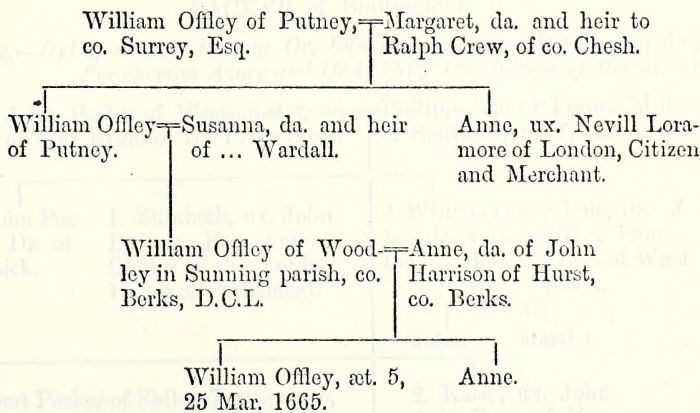 William Offley of Putney, Margaret, da. and heir to
co. Surrey, Esq. Ralph Crew, of co. Chesh.
William Offley Susanna, da. and heir Anne, ux. Nevill Lora-
of Putney. of ... Wardall. more of London, Citizen
and Merchant.
William Offley of Wood- Anne, da. of John
ley in Sunning parish, co. Harrison of Hurst,
Berks, D.C.L. co. Berks.
William Offley, æt. 5, Anne.
25 Mar. 1665.